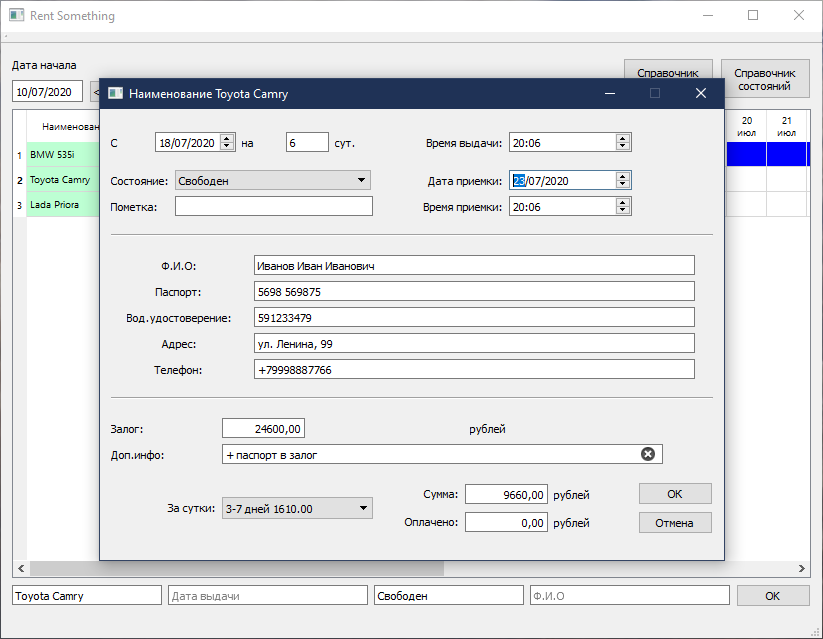 Rent Something
Дата начала
10/07/2020
<
Справочник
Справочник состояний
Наименован
20 июл
21 июл
1 BMW 535i
2 Toyota Camry
3 Lada Priora
Наименование Toyota Camry
С 18/07/2020 на 6 сут. Время выдачи: 20:06
Состояние: Свободен Дата приемки: 23/07/2020
Пометка: Время приемки: 20:06
Ф.И.О: Иванов Иван Иванович
Паспорт: 5698 569875
Вод.удостоверение: 591233479
Адрес: ул. Ленина, 99
Телефон: +79998887766
Залог: 24600,00 рублей
Доп.инфо: + паспорт в залог
За сутки: 3-7 дней 1610.00
Сумма: 9660,00 рублей OK
Оплачено: 0,00 рублей Отмена
Toyota Camry Дата выдачи Свободен Ф.И.О OK